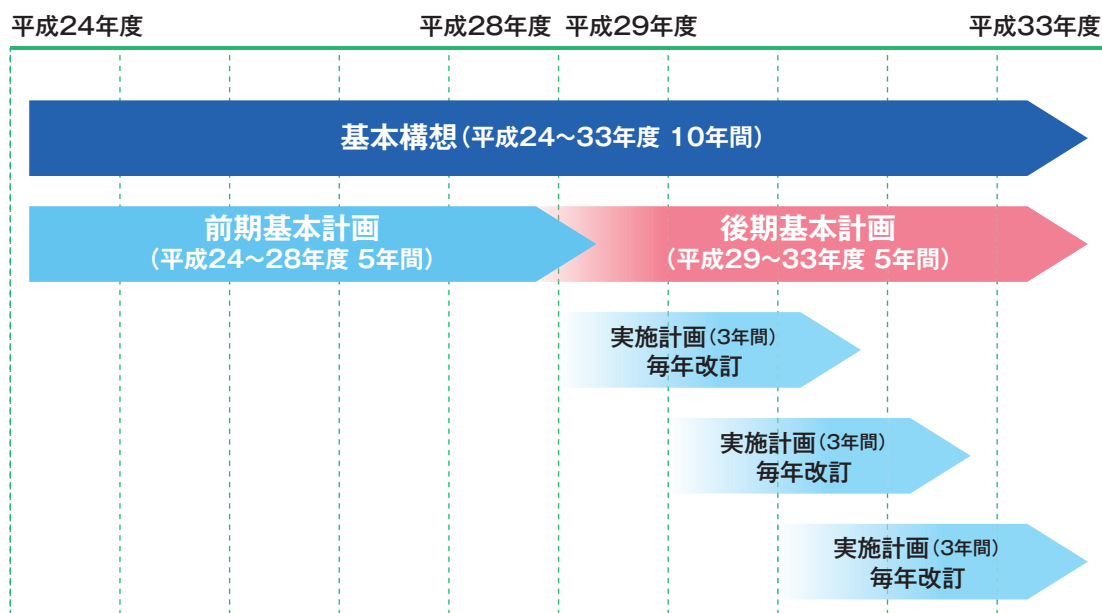 平成24年度 平成28年度 平成29年度 平成33年度
基本構想(平成24～33年度 10年間)
前期基本計画
(平成24～28年度 5年間)
後期基本計画
(平成29～33年度 5年間)
実施計画(3年間)
毎年改訂
実施計画(3年間)
毎年改訂
実施計画(3年間)
毎年改訂